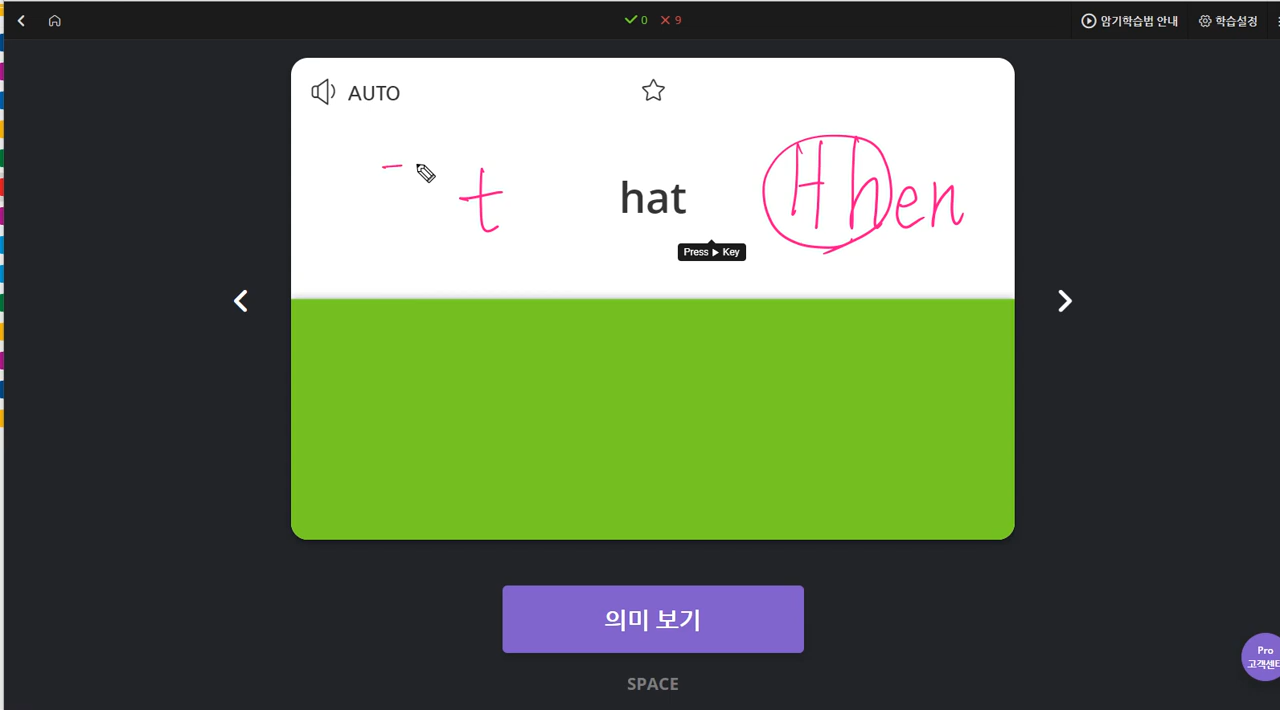 0 9 암기학습법 안내 학습설정
AUTO
t hat Hhen
Press ▶ Key
의미 보기
SPACE
Pro
고객센터